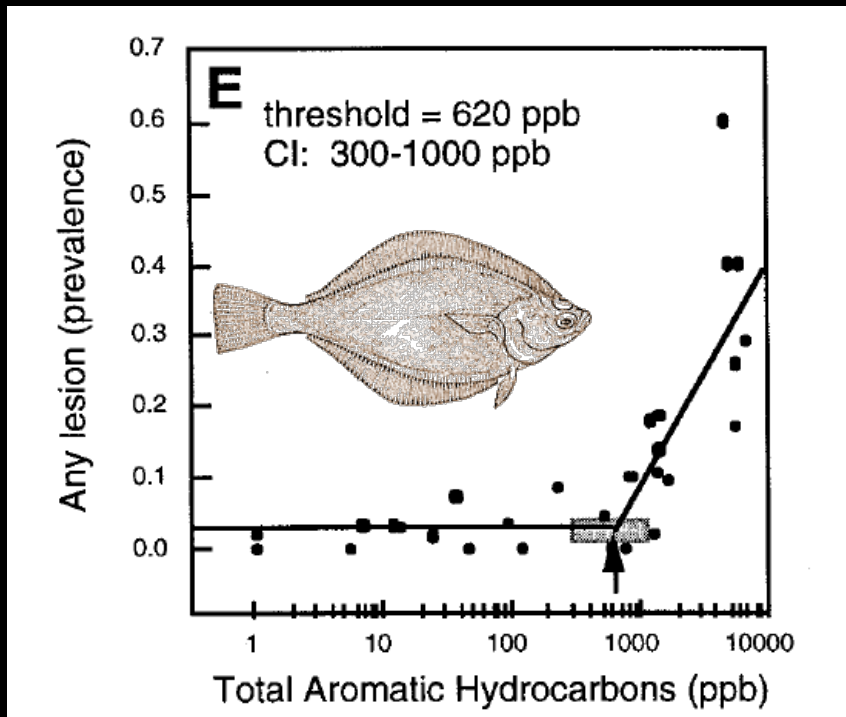 E
threshold = 620 ppb
CI: 300-1000 ppb
Any lesion (prevalence)
0.7
0.6
0.5
0.4
0.3
0.2
0.1
0.0
1 10 100 1000 10000
Total Aromatic Hydrocarbons (ppb)